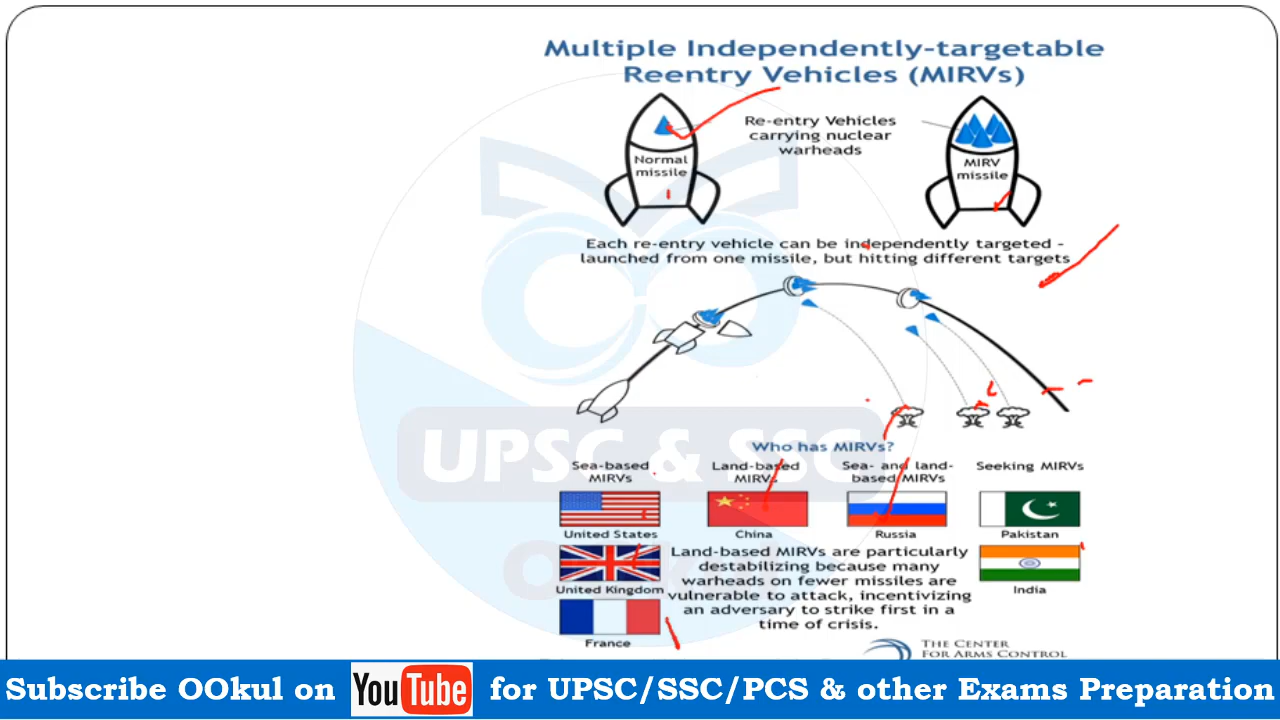 Multiple Independently-targetable
Reentry Vehicles (MIRVs)
Re-entry Vehicles
carrying nuclear
warheads
Normal
missile
MIRV
missile
Each re-entry vehicle can be independently targeted -
launched from one missile, but hitting different targets
UPSC & SSC
Who has MIRVs?
Sea-based
MIRVs
Land-based
MIRVs
Sea- and land-
based MIRVs
Seeking MIRVs
United States
China
Russia
Pakistan
United Kingdom
India
France
Land-based MIRVs are particularly
destabilizing because many
warheads on fewer missiles are
vulnerable to attack, incentivizing
an adversary to strike first in a
time of crisis.
THE CENTER
FOR ARMS CONTROL
Subscribe OOkul on YouTube for UPSC/SSC/PCS & other Exams Preparation